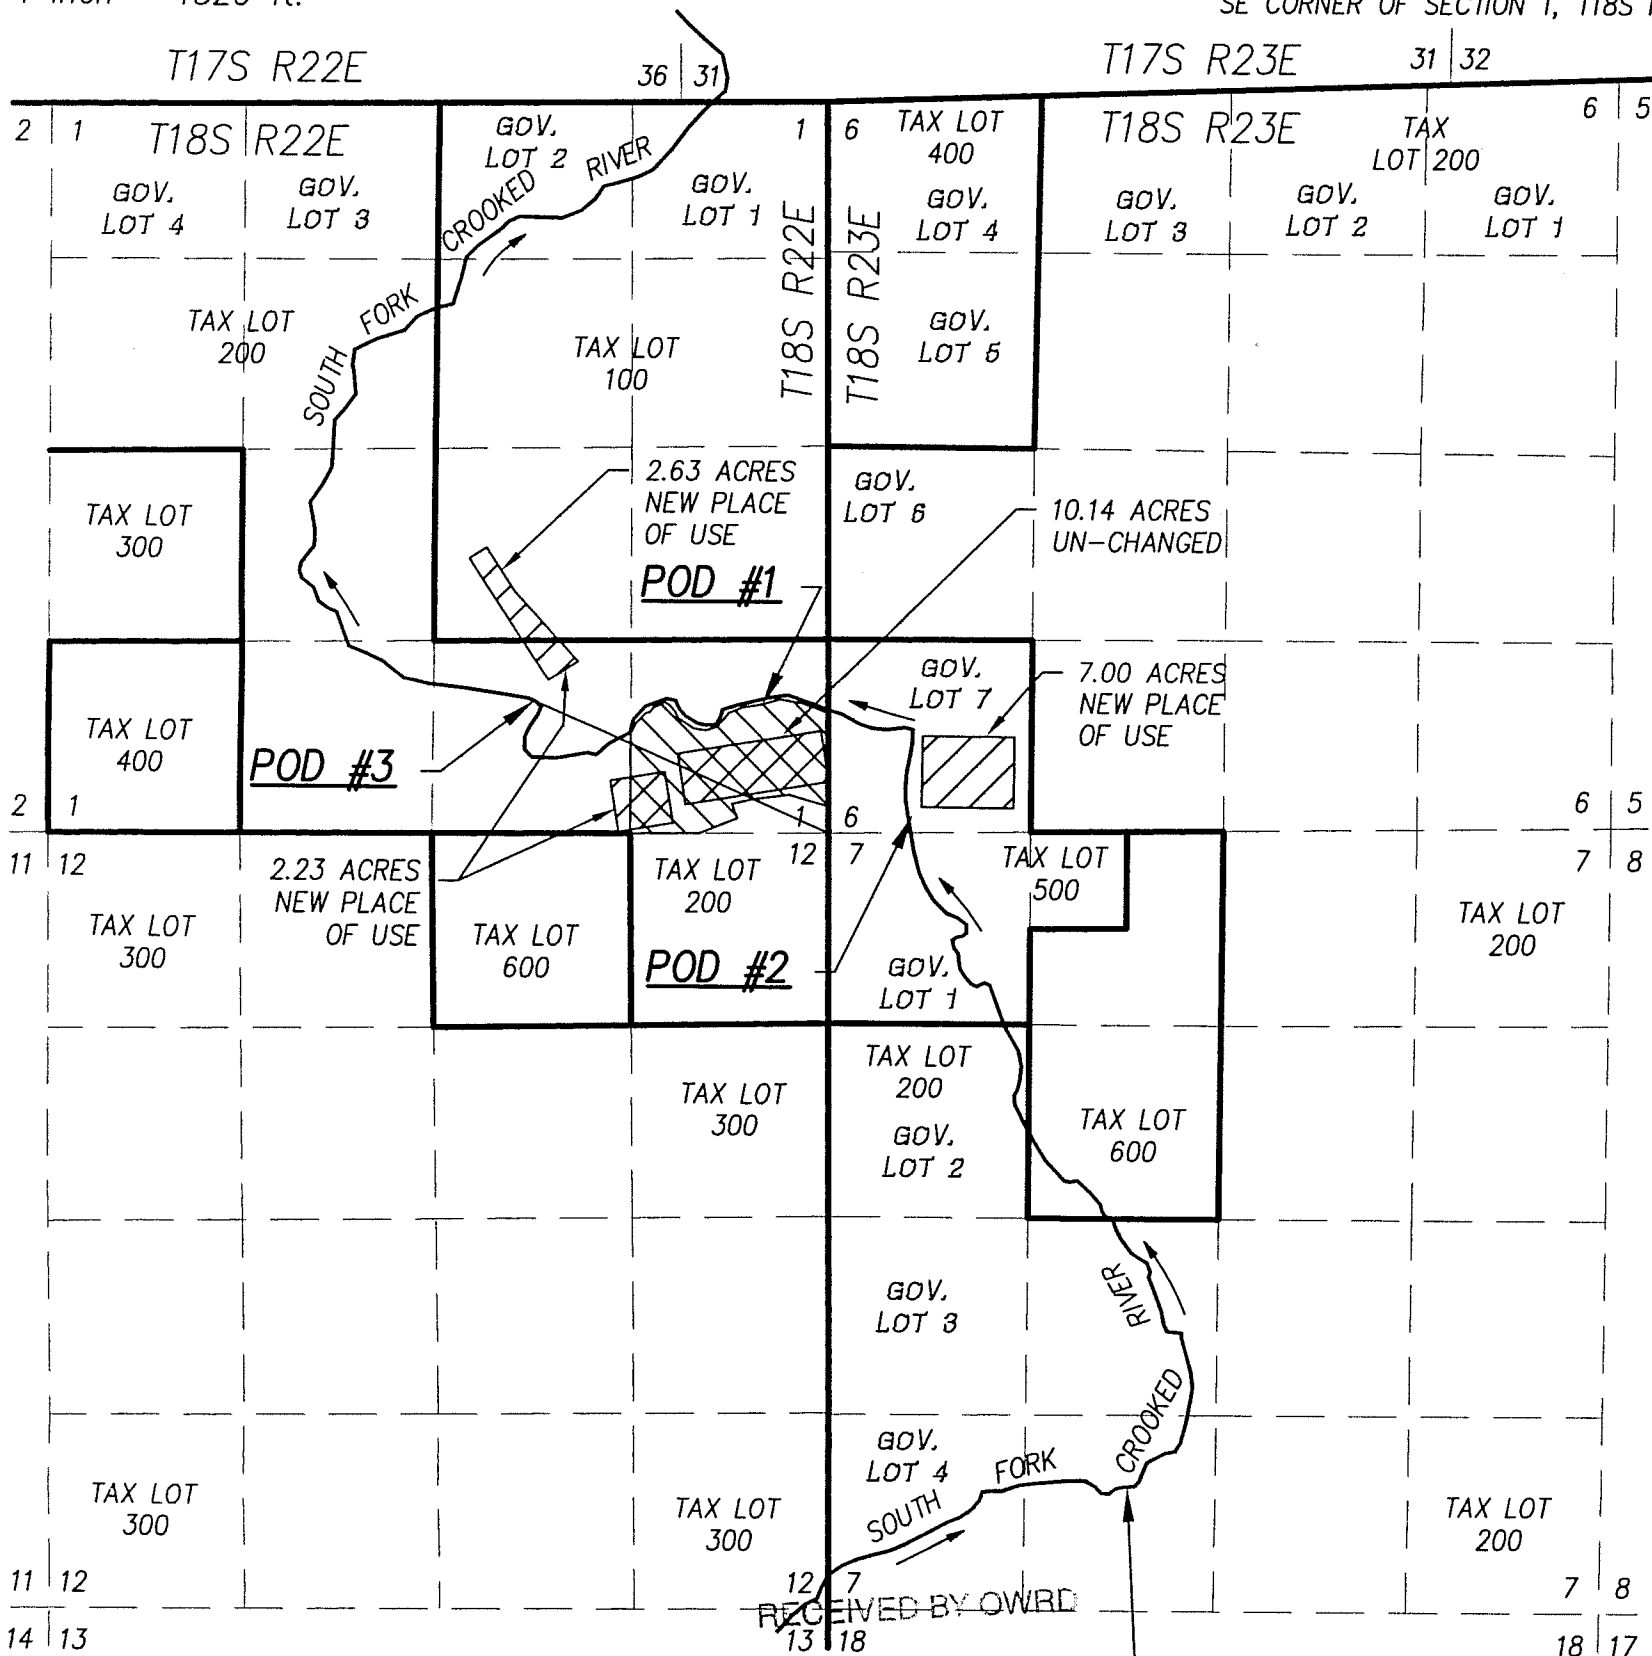 1 inch = 1320 ft.
SE CORNER OF SECTION 1, T18S
T17S R22E
36 31
T17S R23E
31 32
2 1
T18S R22E
GOV.
LOT 2
1 6
TAX LOT
400
T18S R23E
TAX
LOT 200
6 5
GOV.
LOT 4
GOV.
LOT 3
SOUTH FORK CROOKED RIVER
GOV.
LOT 1
T18S R22E
T18S R23E
GOV.
LOT 4
GOV.
LOT 3
GOV.
LOT 2
GOV.
LOT 1
TAX LOT
200
TAX LOT
100
GOV.
LOT 5
TAX LOT
300
2.63 ACRES
NEW PLACE
OF USE
GOV.
LOT 6
10.14 ACRES
UN-CHANGED
POD #1
TAX LOT
400
POD #3
GOV.
LOT 7
7.00 ACRES
NEW PLACE
OF USE
2 1
1 6
6 5
11 12
12 7
7 8
2.23 ACRES
NEW PLACE
OF USE
TAX LOT
300
TAX LOT
600
TAX LOT
200
POD #2
GOV.
LOT 1
TAX LOT
500
TAX LOT
200
TAX LOT
300
TAX LOT
200
GOV.
LOT 2
TAX LOT
600
GOV.
LOT 3
SOUTH FORK CROOKED RIVER
GOV.
LOT 4
TAX LOT
300
TAX LOT
300
TAX LOT
200
11 12
12 7
7 8
RECEIVED BY OWRD
14 13
13 18
18 17